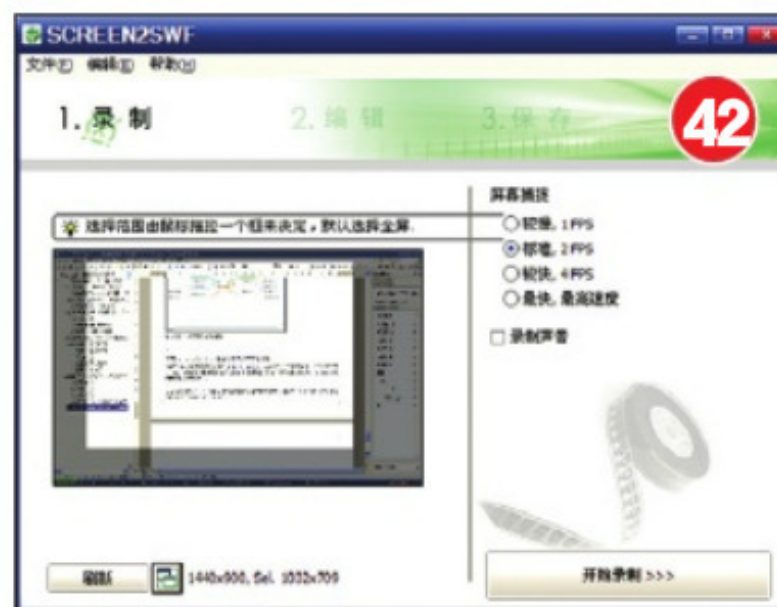 SCREEN2SWF
文件(F) 编辑(E) 帮助(H)
1. 录 制
2. 编 辑
3. 保 存
42
屏幕捕捉
选择范围由鼠标拖拉一个框来决定，默认选择全屏.
较慢, 1 FPS
标准, 2 FPS
较快, 4 FPS
最快, 最高速度
录制声音
1440x900, Sel. 1032x709
开始录制 >>>